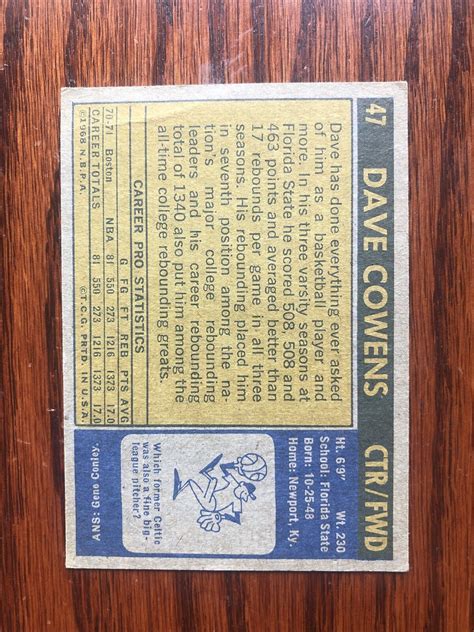 47 DAVE COWENS CTR/FWD
Dave has done everything ever asked
of him as a basketball player and
more. In his three varsity seasons at
Florida State he scored 508, 508 and
463 points and averaged better than
17 rebounds per game in all three
seasons. His rebounding placed him
in seventh position among the na-
tion's major college rebounding
leaders and his career rebounding
total of 1340 also put him among the
all-time college rebounding greats.
CAREER PRO STATISTICS
G FG FT REB PTS AVG
70-71 Boston NBA 81 550 273 1216 1373 17.0
CAREER TOTALS 81 550 273 1216 1373 17.0
©1968 N.B.P.A. ©T.C.G. PRTD. IN U.S.A.
Ht. 6'9" Wt. 230
School: Florida State
Born: 10-25-48
Home: Newport, Ky.
Which former Celtic
was also a fine big-
league pitcher?
ANS: Gene Conley.